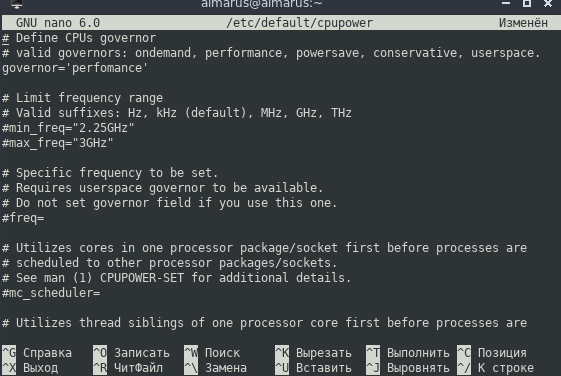 almarus@almarus:~
GNU nano 6.0 /etc/default/cpupower Изменён
# Define CPUs governor
# valid governors: ondemand, performance, powersave, conservative, userspace.
governor='perfomance'
# Limit frequency range
# Valid suffixes: Hz, kHz (default), MHz, GHz, THz
#min_freq="2.25GHz"
#max_freq="3GHz"
# Specific frequency to be set.
# Requires userspace governor to be available.
# Do not set governor field if you use this one.
#freq=
# Utilizes cores in one processor package/socket first before processes are
# scheduled to other processor packages/sockets.
# See man (1) CPUPOWER-SET for additional details.
#mc_scheduler=
# Utilizes thread siblings of one processor core first before processes are
^G Справка ^O Записать ^W Поиск ^K Вырезать ^T Выполнить ^C Позиция
^X Выход ^R ЧитФайл ^\ Замена ^U Вставить ^J Выровнять ^/ К строке